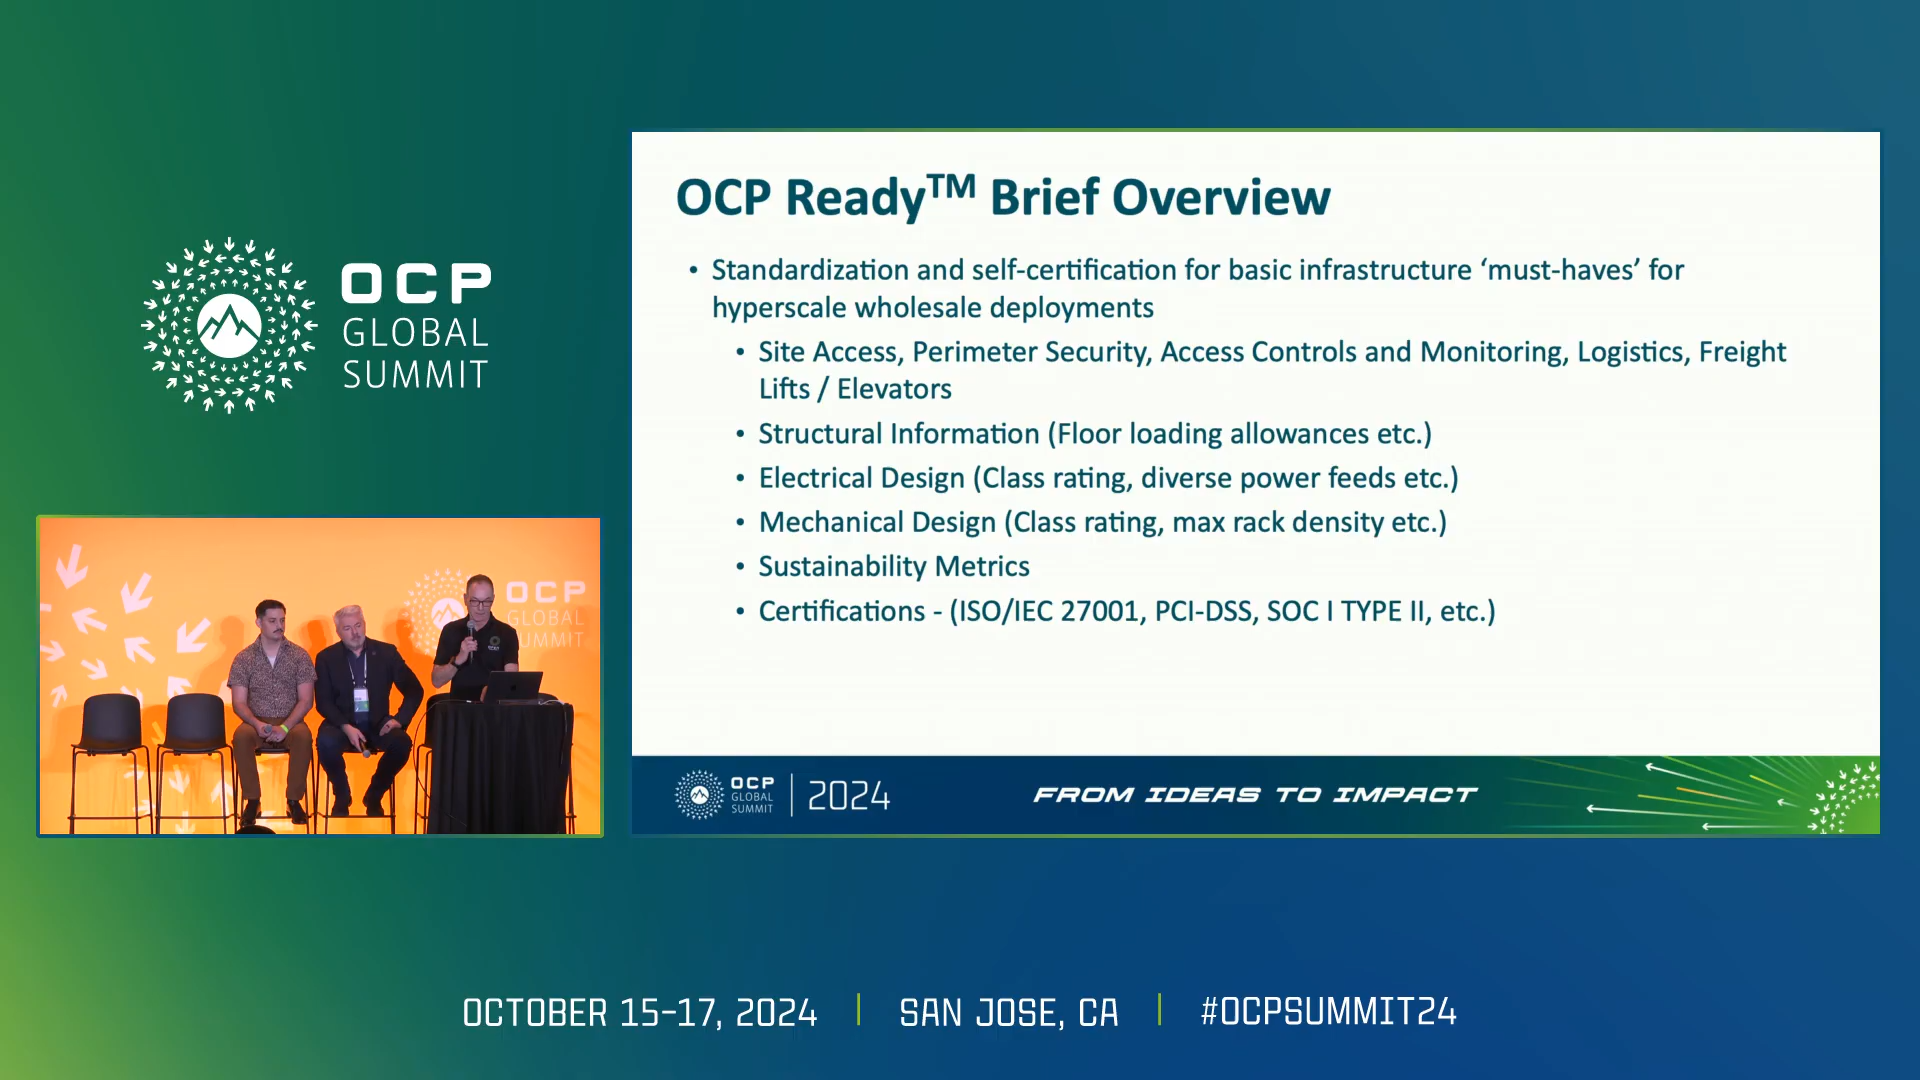 OCP
GLOBAL
SUMMIT
OCP Ready™ Brief Overview
• Standardization and self-certification for basic infrastructure ‘must-haves’ for
hyperscale wholesale deployments
• Site Access, Perimeter Security, Access Controls and Monitoring, Logistics, Freight
Lifts / Elevators
• Structural Information (Floor loading allowances etc.)
• Electrical Design (Class rating, diverse power feeds etc.)
• Mechanical Design (Class rating, max rack density etc.)
• Sustainability Metrics
• Certifications - (ISO/IEC 27001, PCI-DSS, SOC I TYPE II, etc.)
OCP
GLOBAL
SUMMIT
OCP
GLOBAL
SUMMIT
2024
FROM IDEAS TO IMPACT
OCTOBER 15-17, 2024 | SAN JOSE, CA | #OCPSUMMIT24